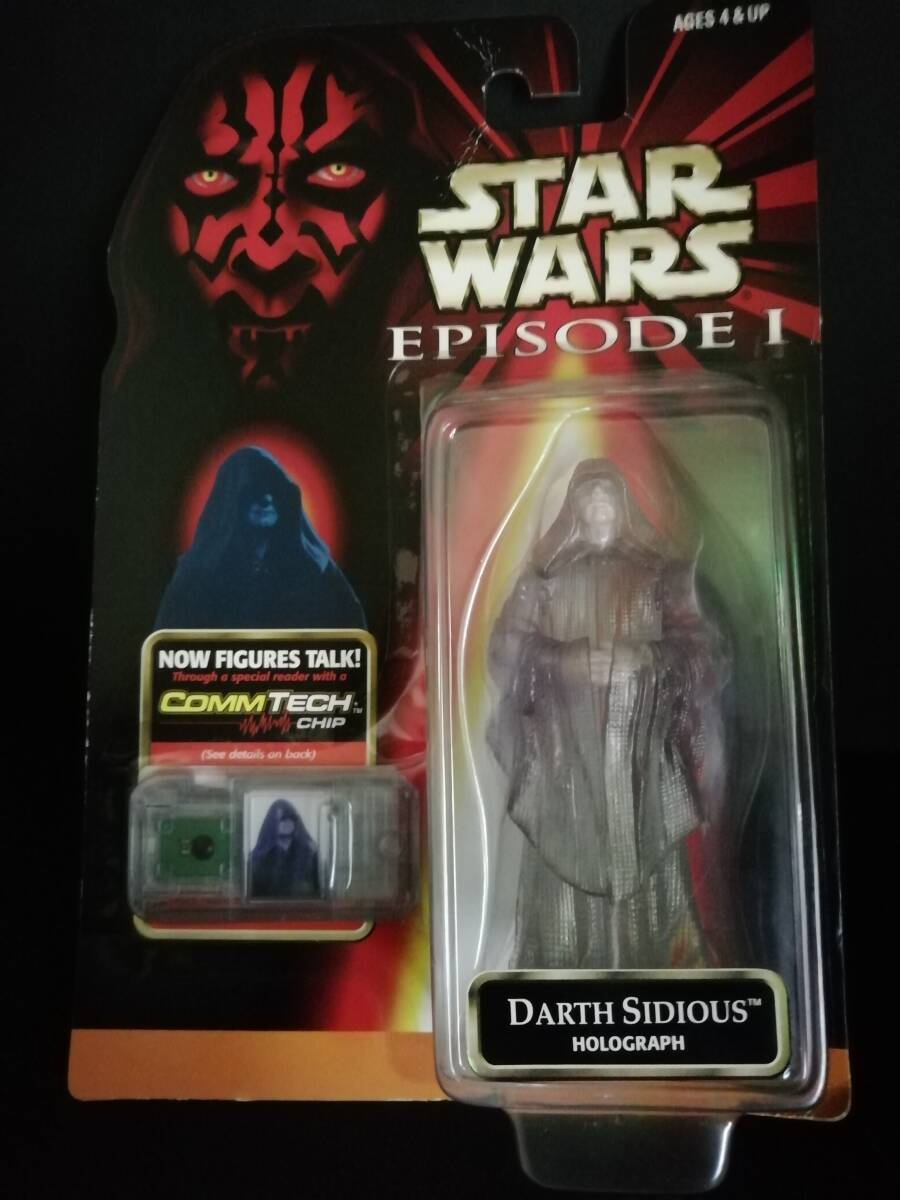 AGES 4 & UP
STAR
WARS
EPISODE I
NOW FIGURES TALK!
Through a special reader with a
COMMTECH™
CHIP
(See details on back)
DARTH SIDIOUS™
HOLOGRAPH